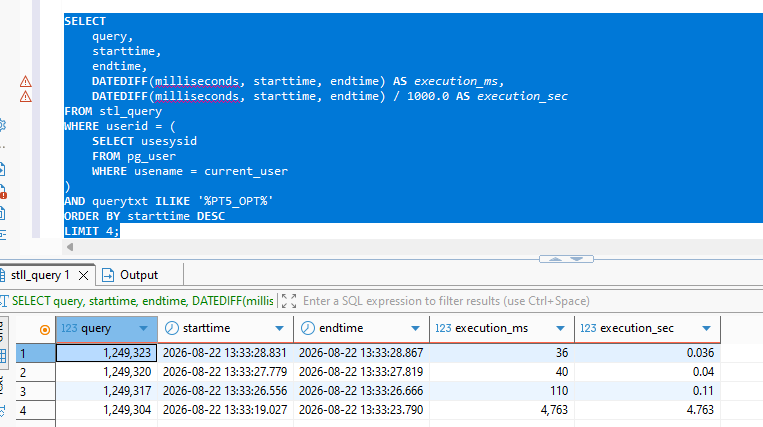 SELECT
query,
starttime,
endtime,
DATEDIFF(milliseconds, starttime, endtime) AS execution_ms,
DATEDIFF(milliseconds, starttime, endtime) / 1000.0 AS execution_sec
FROM stl_query
WHERE userid = (
SELECT usesysid
FROM pg_user
WHERE usename = current_user
)
AND querytxt ILIKE '%PT5_OPT%'
ORDER BY starttime DESC
LIMIT 4;
stll_query 1 Output
SELECT query, starttime, endtime, DATEDIFF(millis Enter a SQL expression to filter results (use Ctrl+Space)
123 query starttime endtime 123 execution_ms 123 execution_sec
1 1,249,323 2026-08-22 13:33:28.831 2026-08-22 13:33:28.867 36 0.036
2 1,249,320 2026-08-22 13:33:27.779 2026-08-22 13:33:27.819 40 0.04
3 1,249,317 2026-08-22 13:33:26.556 2026-08-22 13:33:26.666 110 0.11
4 1,249,304 2026-08-22 13:33:19.027 2026-08-22 13:33:23.790 4,763 4.763